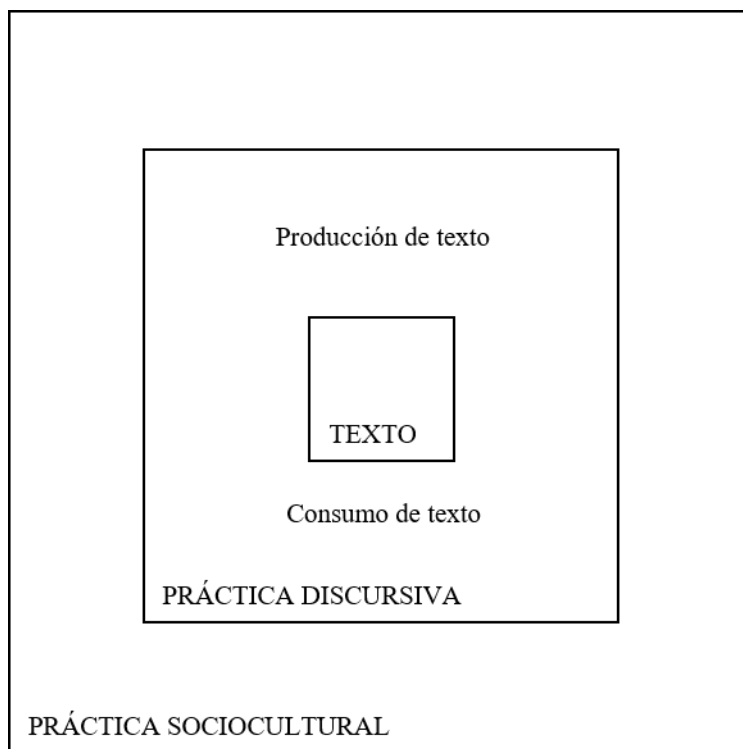 Producción de texto
TEXTO
Consumo de texto
PRÁCTICA DISCURSIVA
PRÁCTICA SOCIOCULTURAL